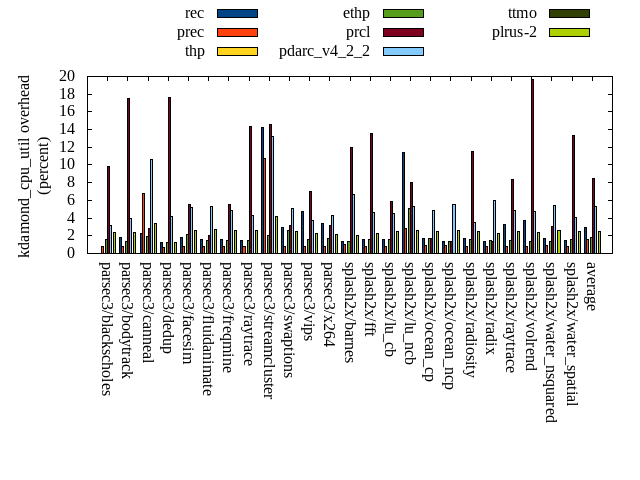 rec
prec
thp
ethp
prcl
pdarc_v4_2_2
ttmo
plrus-2
kdamond_cpu_util overhead
(percent)
20
18
16
14
12
10
8
6
4
2
0
parsec3/blackscholes
parsec3/bodytrack
parsec3/canneal
parsec3/dedup
parsec3/facesim
parsec3/fluidanimate
parsec3/freqmine
parsec3/raytrace
parsec3/streamcluster
parsec3/swaptions
parsec3/vips
parsec3/x264
splash2x/barnes
splash2x/fft
splash2x/lu_cb
splash2x/lu_ncb
splash2x/ocean_cp
splash2x/ocean_ncp
splash2x/radiosity
splash2x/radix
splash2x/raytrace
splash2x/volrend
splash2x/water_nsquared
splash2x/water_spatial
average